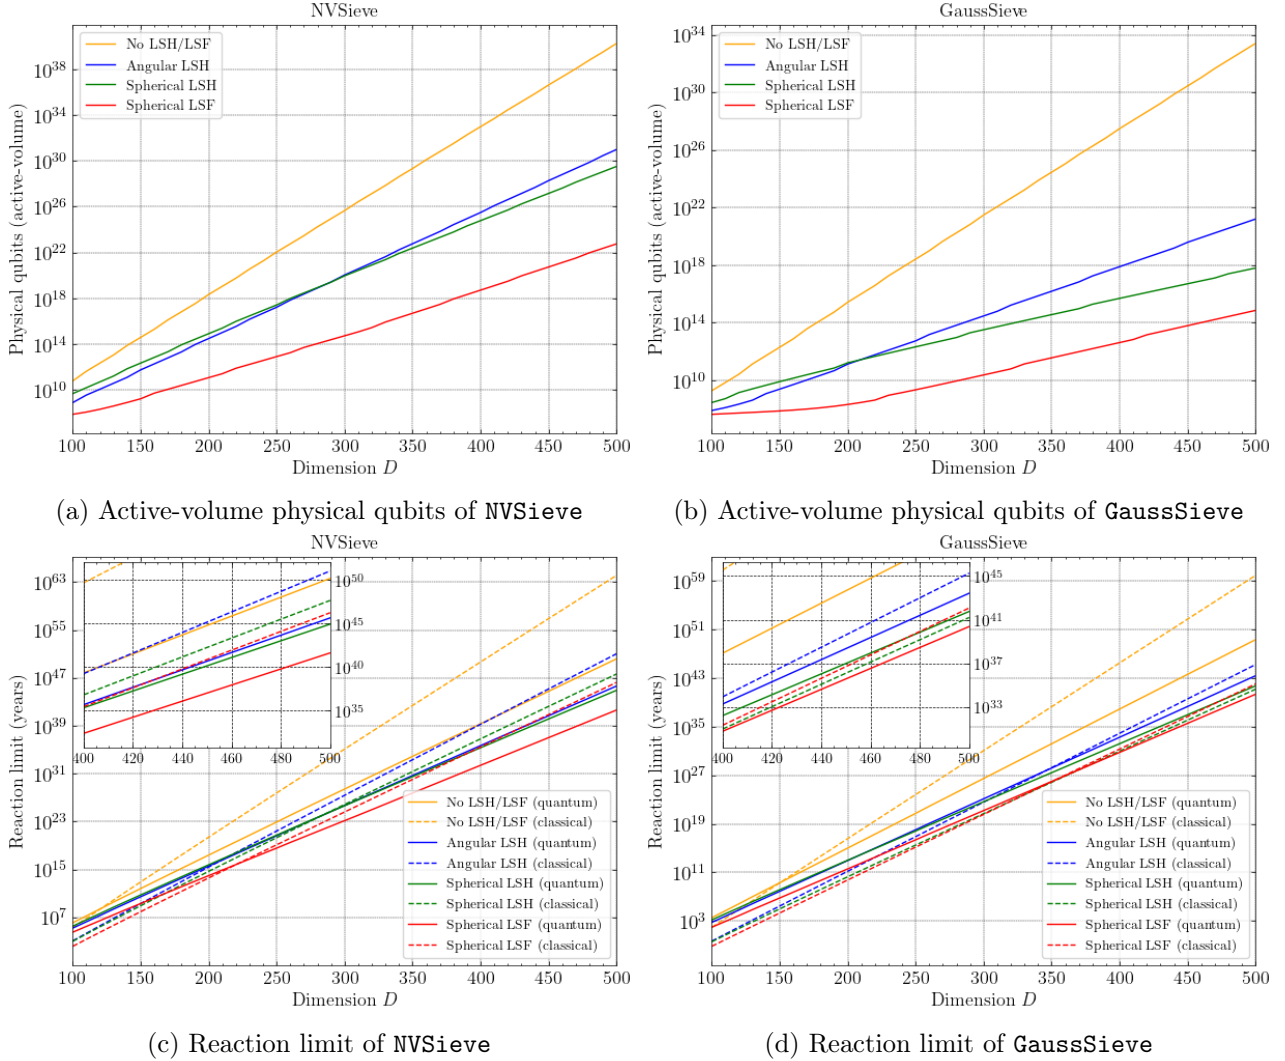 NVSieve
Physical qubits (active-volume)
10^38
10^34
10^30
10^26
10^22
10^18
10^14
10^10
No LSH/LSF
Angular LSH
Spherical LSH
Spherical LSF
100 150 200 250 300 350 400 450 500
Dimension D
(a) Active-volume physical qubits of NVSieve
GaussSieve
Physical qubits (active-volume)
10^34
10^30
10^26
10^22
10^18
10^14
10^10
No LSH/LSF
Angular LSH
Spherical LSH
Spherical LSF
100 150 200 250 300 350 400 450 500
Dimension D
(b) Active-volume physical qubits of GaussSieve
NVSieve
Reaction limit (years)
10^63
10^55
10^47
10^39
10^31
10^23
10^15
10^7
10^50
10^45
10^40
10^35
400 420 440 460 480 500
No LSH/LSF (quantum)
No LSH/LSF (classical)
Angular LSH (quantum)
Angular LSH (classical)
Spherical LSH (quantum)
Spherical LSH (classical)
Spherical LSF (quantum)
Spherical LSF (classical)
100 150 200 250 300 350 400 450 500
Dimension D
(c) Reaction limit of NVSieve
GaussSieve
Reaction limit (years)
10^59
10^51
10^43
10^35
10^27
10^19
10^11
10^3
10^45
10^41
10^37
10^33
400 420 440 460 480 500
No LSH/LSF (quantum)
No LSH/LSF (classical)
Angular LSH (quantum)
Angular LSH (classical)
Spherical LSH (quantum)
Spherical LSH (classical)
Spherical LSF (quantum)
Spherical LSF (classical)
100 150 200 250 300 350 400 450 500
Dimension D
(d) Reaction limit of GaussSieve